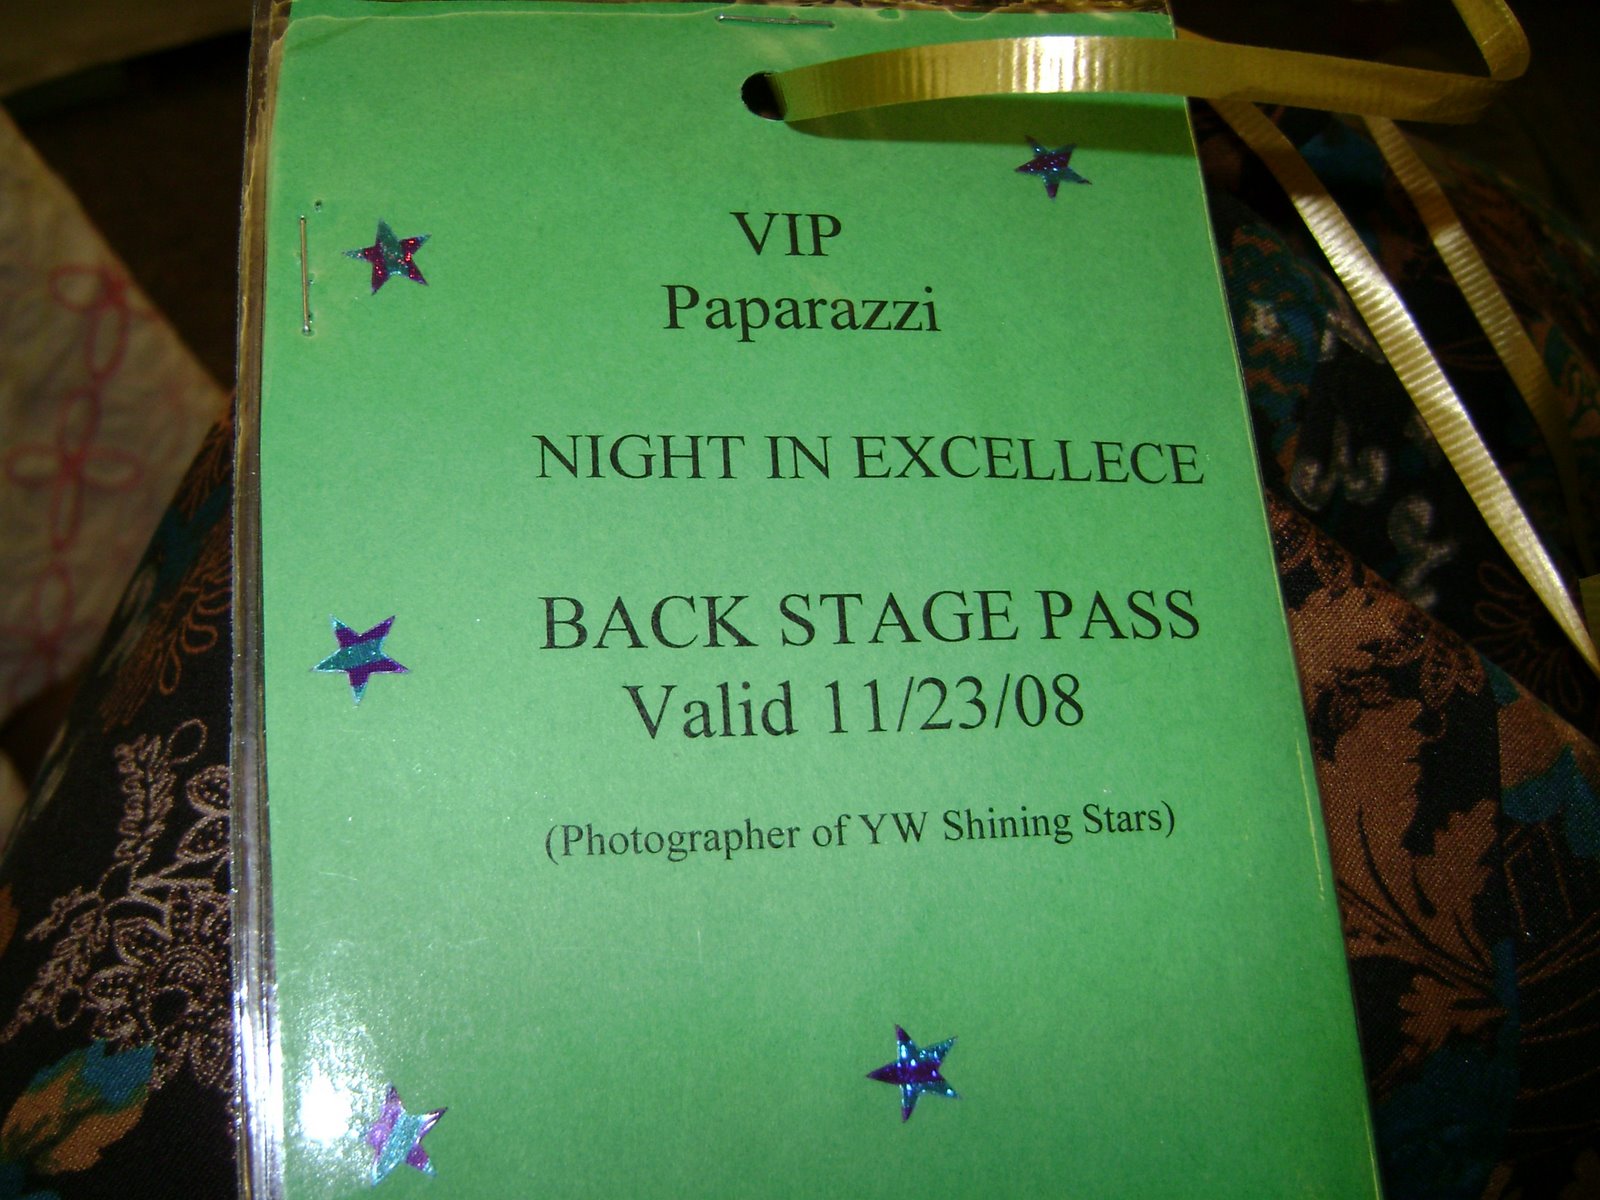 VIP
Paparazzi
NIGHT IN EXCELLECE
BACK STAGE PASS
Valid 11/23/08
(Photographer of YW Shining Stars)